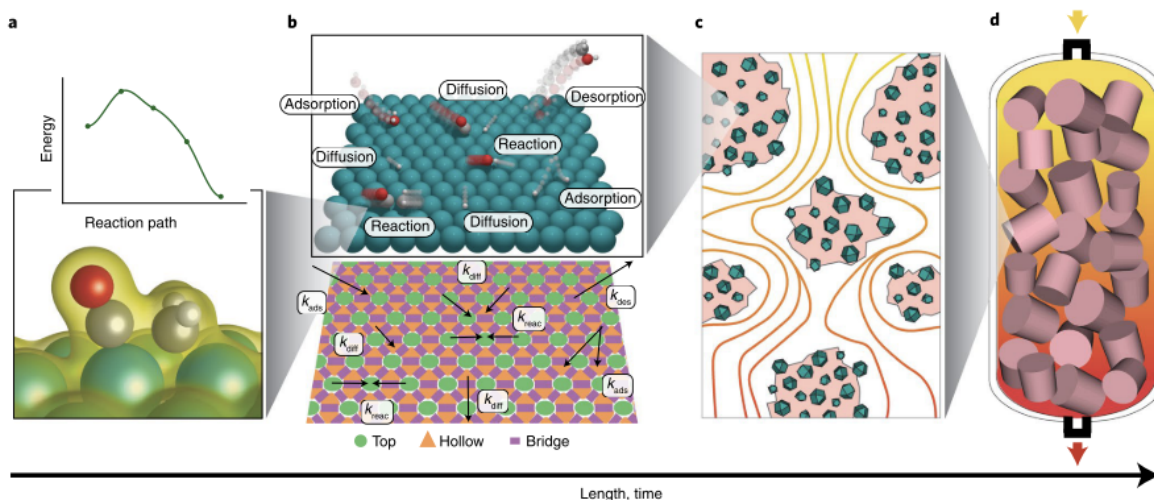 a
b
c
d
Energy
Reaction path
Adsorption
Diffusion
Desorption
Reaction
Diffusion
Adsorption
Reaction
Diffusion
k_ads
k_diff
k_des
k_reac
k_diff
k_ads
k_reac
k_diff
Top Hollow Bridge
Length, time